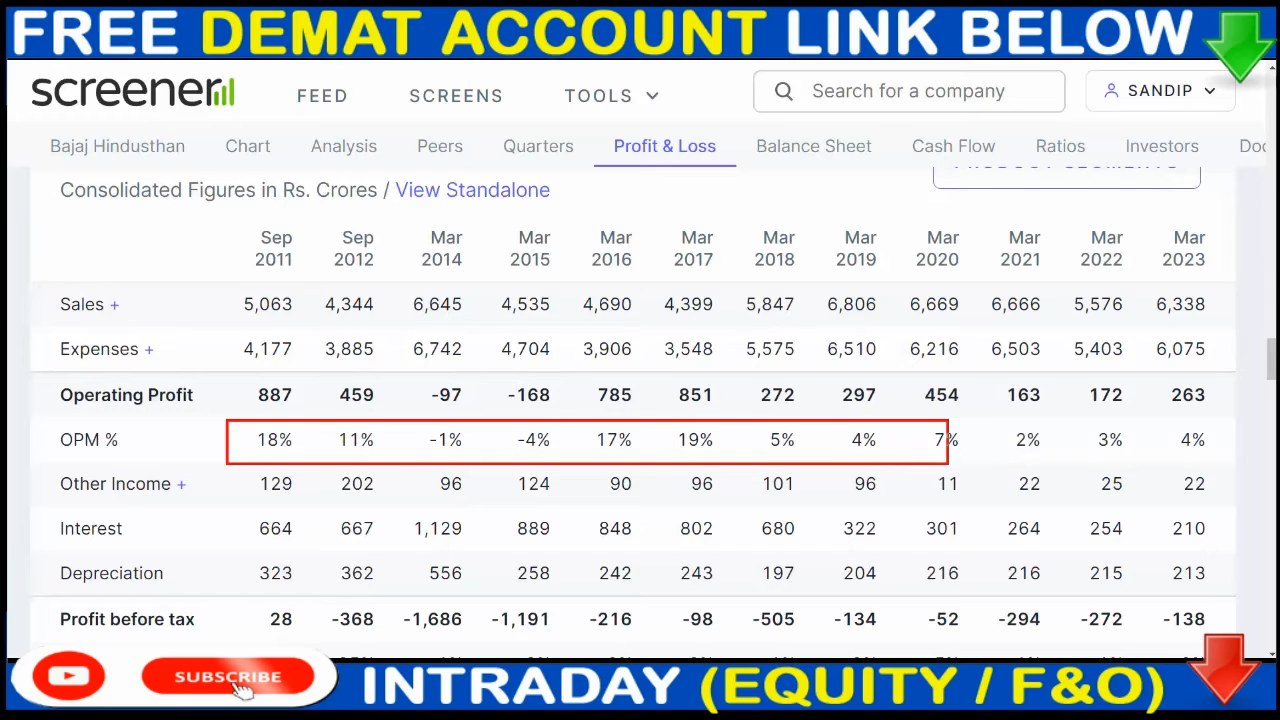 FREE DEMAT ACCOUNT LINK BELOW
screener
FEED SCREENS TOOLS
Search for a company
SANDIP
Bajaj Hindusthan Chart Analysis Peers Quarters Profit & Loss Balance Sheet Cash Flow Ratios Investors Doc
PRODUCT SEGMENTS
Consolidated Figures in Rs. Crores / View Standalone
Sep 2011 Sep 2012 Mar 2014 Mar 2015 Mar 2016 Mar 2017 Mar 2018 Mar 2019 Mar 2020 Mar 2021 Mar 2022 Mar 2023
Sales + 5,063 4,344 6,645 4,535 4,690 4,399 5,847 6,806 6,669 6,666 5,576 6,338
Expenses + 4,177 3,885 6,742 4,704 3,906 3,548 5,575 6,510 6,216 6,503 5,403 6,075
Operating Profit 887 459 -97 -168 785 851 272 297 454 163 172 263
OPM % 18% 11% -1% -4% 17% 19% 5% 4% 7% 2% 3% 4%
Other Income + 129 202 96 124 90 96 101 96 11 22 25 22
Interest 664 667 1,129 889 848 802 680 322 301 264 254 210
Depreciation 323 362 556 258 242 243 197 204 216 216 215 213
Profit before tax 28 -368 -1,686 -1,191 -216 -98 -505 -134 -52 -294 -272 -138
SUBSCRIBE
INTRADAY (EQUITY / F&O)